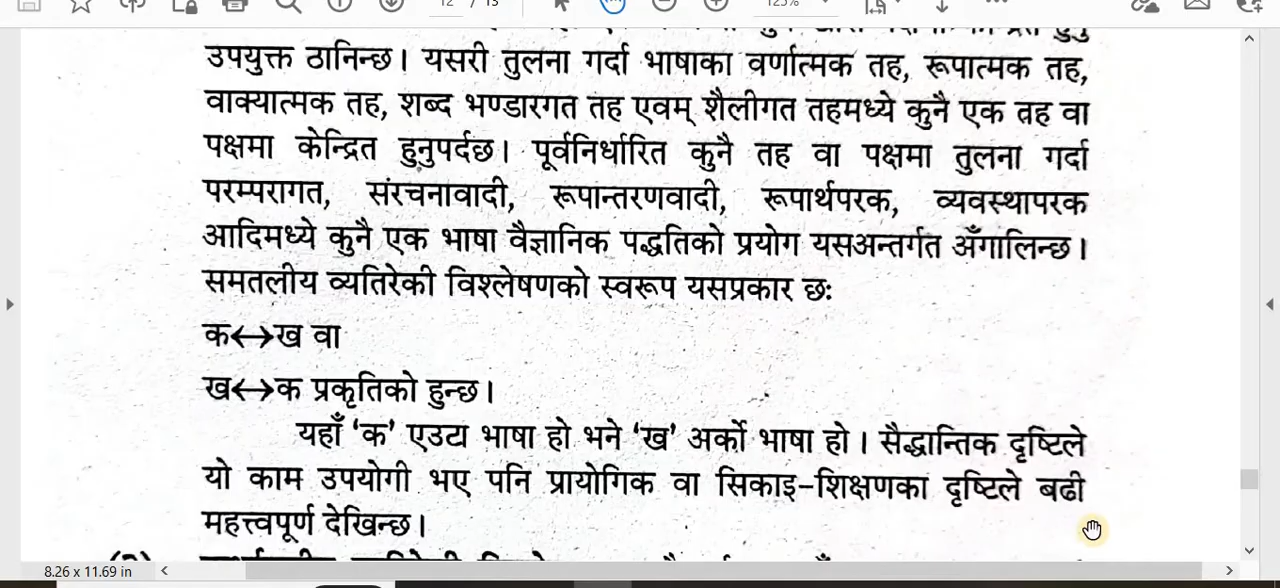 12 / 13
125%
उपयुक्त ठानिन्छ। यसरी तुलना गर्दा भाषाका वर्णात्मक तह, रूपात्मक तह,
वाक्यात्मक तह, शब्द भण्डारगत तह एवम् शैलीगत तहमध्ये कुनै एक तह वा
पक्षमा केन्द्रित हुनुपर्दछ। पूर्वनिर्धारित कुनै तह वा पक्षमा तुलना गर्दा
परम्परागत, संरचनावादी, रूपान्तरणवादी, रूपार्थपरक, व्यवस्थापरक
आदिमध्ये कुनै एक भाषा वैज्ञानिक पद्धतिको प्रयोग यसअन्तर्गत अँगालिन्छ।
समतलीय व्यतिरेकी विश्लेषणको स्वरूप यसप्रकार छः
क↔ख वा
ख↔क प्रकृतिको हुन्छ।
यहाँ ‘क’ एउटा भाषा हो भने ‘ख’ अर्को भाषा हो। सैद्धान्तिक दृष्टिले
यो काम उपयोगी भए पनि प्रायोगिक वा सिकाइ-शिक्षणका दृष्टिले बढी
महत्त्वपूर्ण देखिन्छ।
8.26 x 11.69 in